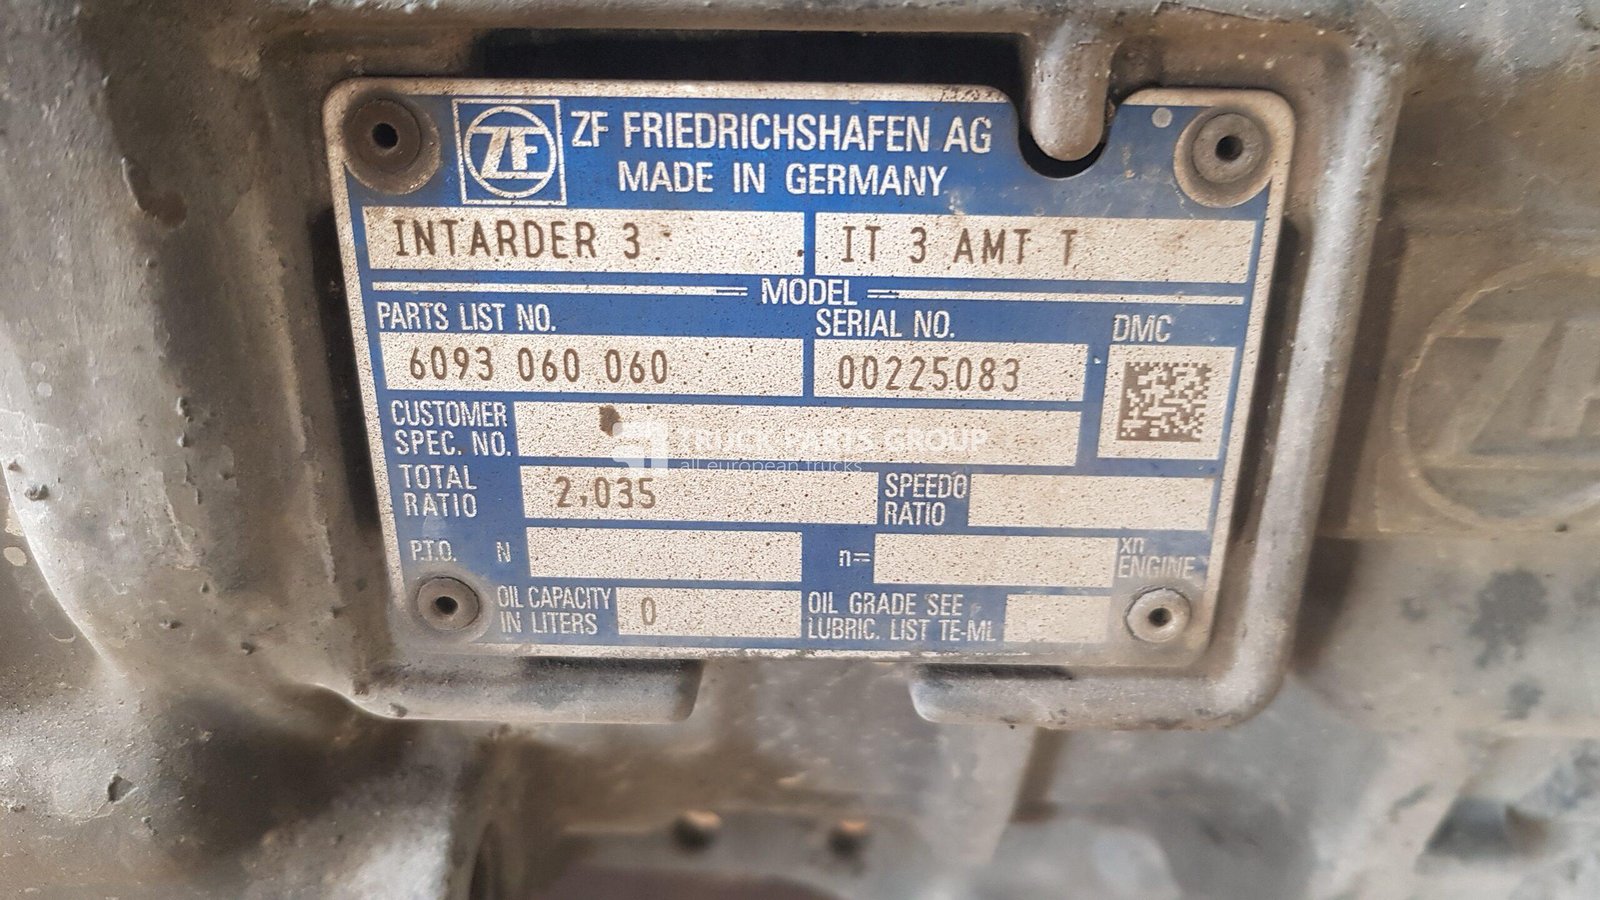 ZF
ZF FRIEDRICHSHAFEN AG
MADE IN GERMANY
INTARDER 3
IT 3 AMT T
MODEL
PARTS LIST NO.
SERIAL NO.
DMC
6093 060 060
00225083
CUSTOMER
SPEC. NO.
TRUCK PARTS GROUP
all european trucks
TOTAL
RATIO
2,035
SPEEDO
RATIO
P.T.O. N
n=
xn
ENGINE
OIL CAPACITY
IN LITERS
0
OIL GRADE SEE
LUBRIC. LIST TE-ML
ZF